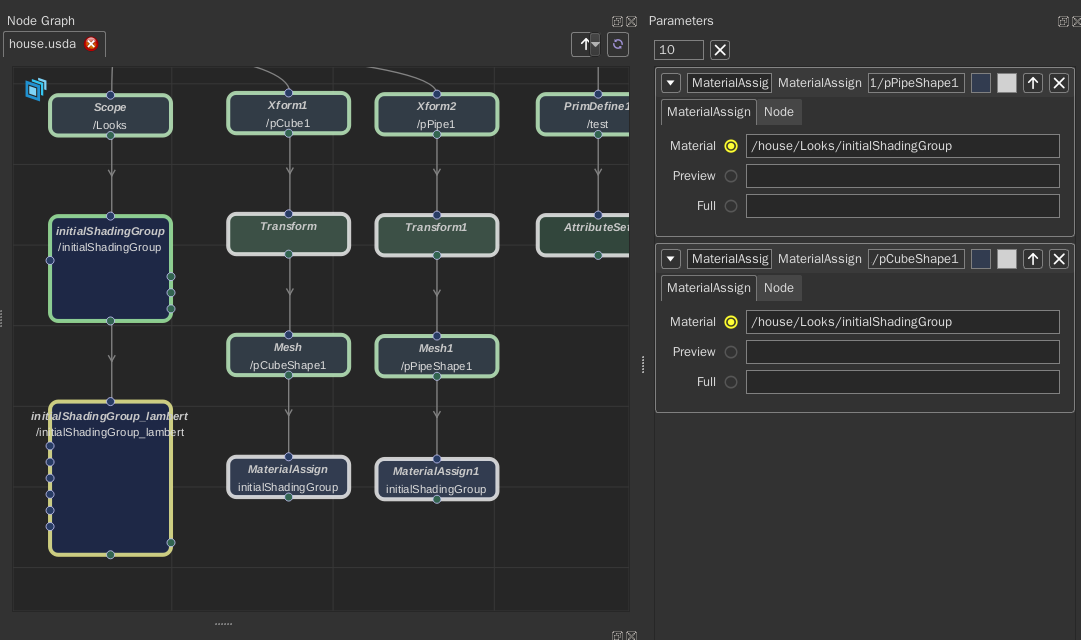 Node Graph
house.usda
Scope
/Looks
Xform1
/pCube1
Xform2
/pPipe1
PrimDefine1
/test
initialShadingGroup
/initialShadingGroup
Transform
Transform1
AttributeSet
Mesh
/pCubeShape1
Mesh1
/pPipeShape1
initialShadingGroup_lambert
/initialShadingGroup_lambert
MaterialAssign
initialShadingGroup
MaterialAssign1
initialShadingGroup
Parameters
10
MaterialAssig MaterialAssign 1/pPipeShape1
MaterialAssign Node
Material /house/Looks/initialShadingGroup
Preview
Full
MaterialAssig MaterialAssign /pCubeShape1
MaterialAssign Node
Material /house/Looks/initialShadingGroup
Preview
Full